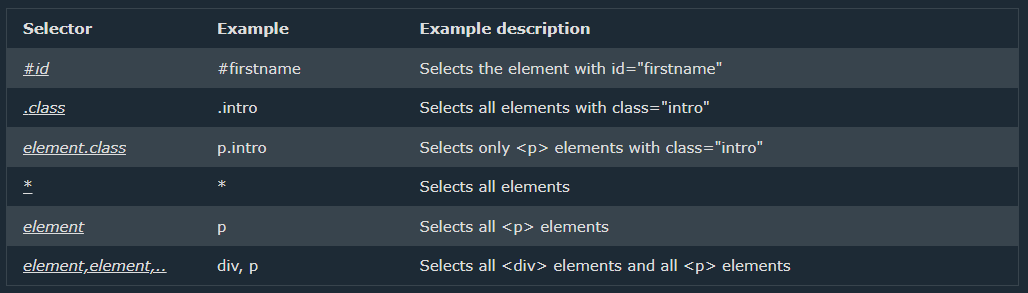 Selector Example Example description
#id #firstname Selects the element with id="firstname"
.class .intro Selects all elements with class="intro"
element.class p.intro Selects only <p> elements with class="intro"
* * Selects all elements
element p Selects all <p> elements
element,element,.. div, p Selects all <div> elements and all <p> elements